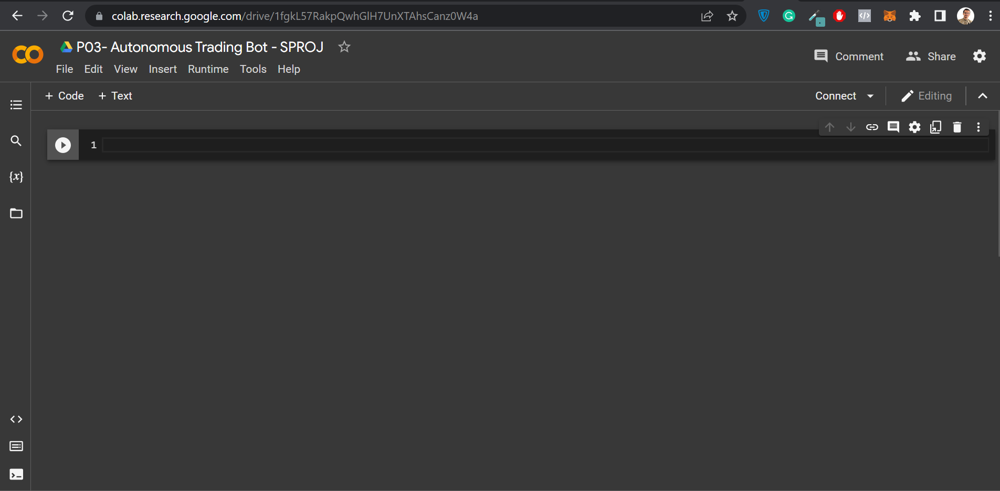 colab.research.google.com/drive/1fgkL57RakpQwhGlH7UnXTAhsCanz0W4a
P03- Autonomous Trading Bot - SPROJ
File Edit View Insert Runtime Tools Help
Comment Share
+ Code + Text
Connect Editing
1